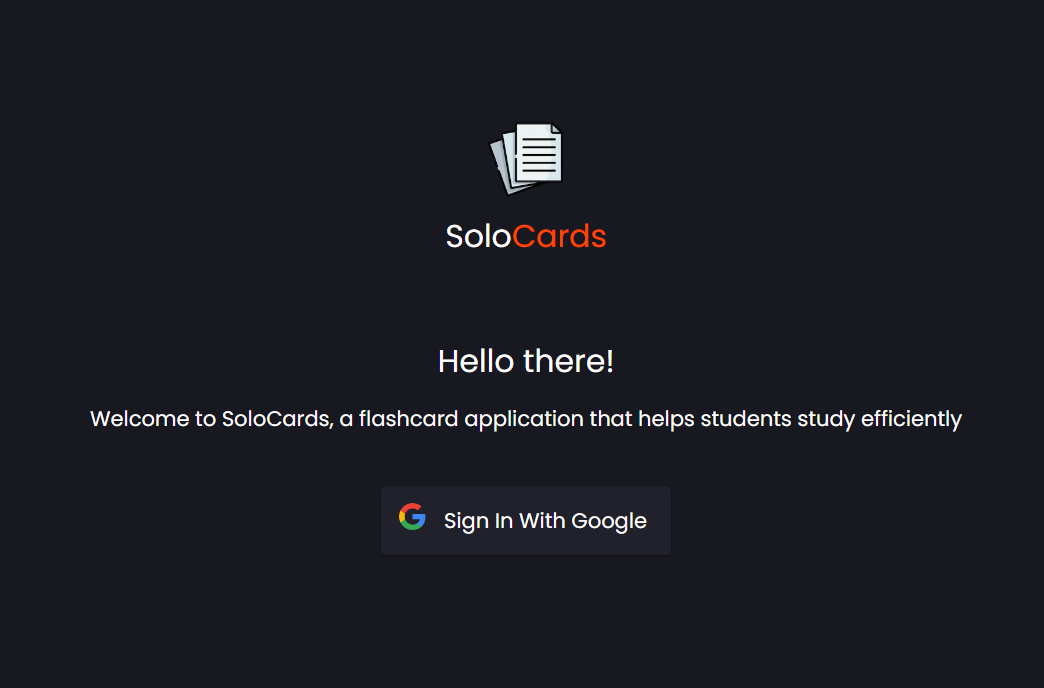 SoloCards
Hello there!
Welcome to SoloCards, a flashcard application that helps students study efficiently
Sign In With Google